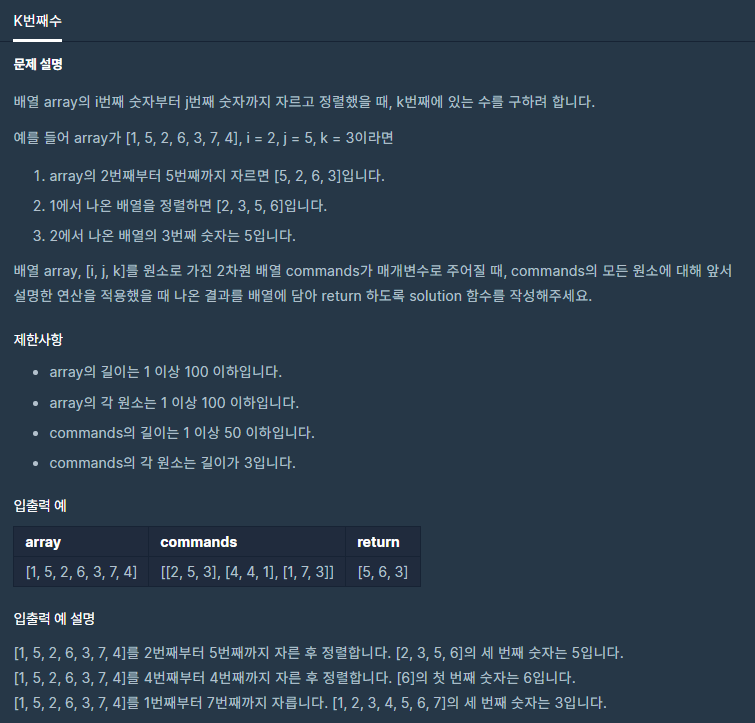 K번째수
문제 설명
배열 array의 i번째 숫자부터 j번째 숫자까지 자르고 정렬했을 때, k번째에 있는 수를 구하려 합니다.
예를 들어 array가 [1, 5, 2, 6, 3, 7, 4], i = 2, j = 5, k = 3이라면
1. array의 2번째부터 5번째까지 자르면 [5, 2, 6, 3]입니다.
2. 1에서 나온 배열을 정렬하면 [2, 3, 5, 6]입니다.
3. 2에서 나온 배열의 3번째 숫자는 5입니다.
배열 array, [i, j, k]를 원소로 가진 2차원 배열 commands가 매개변수로 주어질 때, commands의 모든 원소에 대해 앞서
설명한 연산을 적용했을 때 나온 결과를 배열에 담아 return 하도록 solution 함수를 작성해주세요.
제한사항
• array의 길이는 1 이상 100 이하입니다.
• array의 각 원소는 1 이상 100 이하입니다.
• commands의 길이는 1 이상 50 이하입니다.
• commands의 각 원소는 길이가 3입니다.
입출력 예
array commands return
[1, 5, 2, 6, 3, 7, 4] [[2, 5, 3], [4, 4, 1], [1, 7, 3]] [5, 6, 3]
입출력 예 설명
[1, 5, 2, 6, 3, 7, 4]를 2번째부터 5번째까지 자른 후 정렬합니다. [2, 3, 5, 6]의 세 번째 숫자는 5입니다.
[1, 5, 2, 6, 3, 7, 4]를 4번째부터 4번째까지 자른 후 정렬합니다. [6]의 첫 번째 숫자는 6입니다.
[1, 5, 2, 6, 3, 7, 4]를 1번째부터 7번째까지 자릅니다. [1, 2, 3, 4, 5, 6, 7]의 세 번째 숫자는 3입니다.